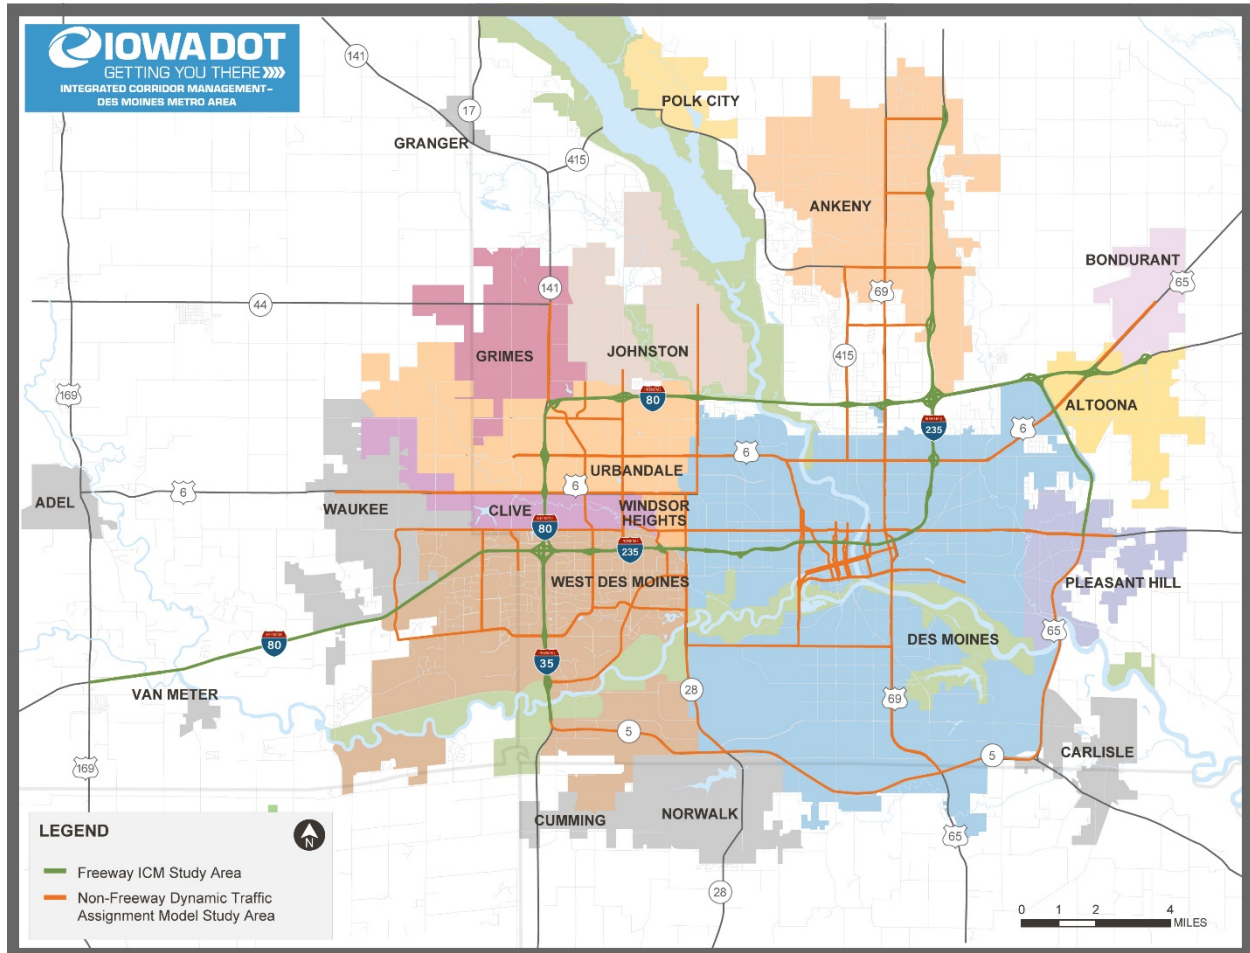 IOWADOT
GETTING YOU THERE
INTEGRATED CORRIDOR MANAGEMENT–
DES MOINES METRO AREA
141
17
GRANGER
POLK CITY
415
ANKENY
BONDURANT
65
141
69
44
GRIMES
JOHNSTON
415
169
80
ALTOONA
235
6
6
URBANDALE
6
6
ADEL
WAUKEE
CLIVE
WINDSOR
HEIGHTS
80
235
WEST DES MOINES
PLEASANT HILL
DES MOINES
65
80
35
VAN METER
28
69
5
5
CARLISLE
169
CUMMING
NORWALK
65
28
LEGEND
N
Freeway ICM Study Area
Non-Freeway Dynamic Traffic
Assignment Model Study Area
0 1 2 4
MILES